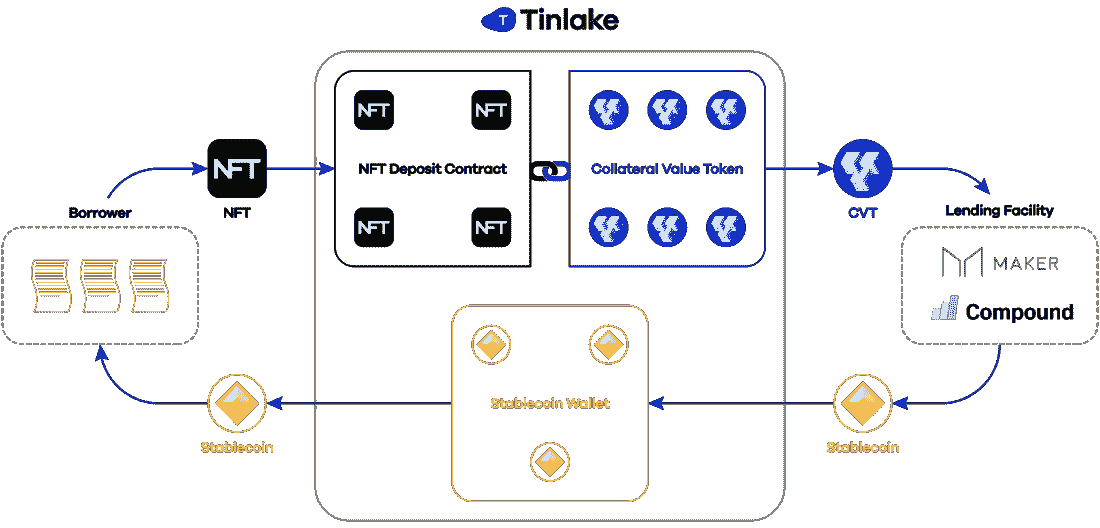 T Tinlake
NFT
NFT
NFT Deposit Contract
NFT
NFT
Collateral Value Token
Borrower
NFT
NFT
CVT
Lending Facility
MAKER
Compound
Stablecoin Wallet
Stablecoin
Stablecoin